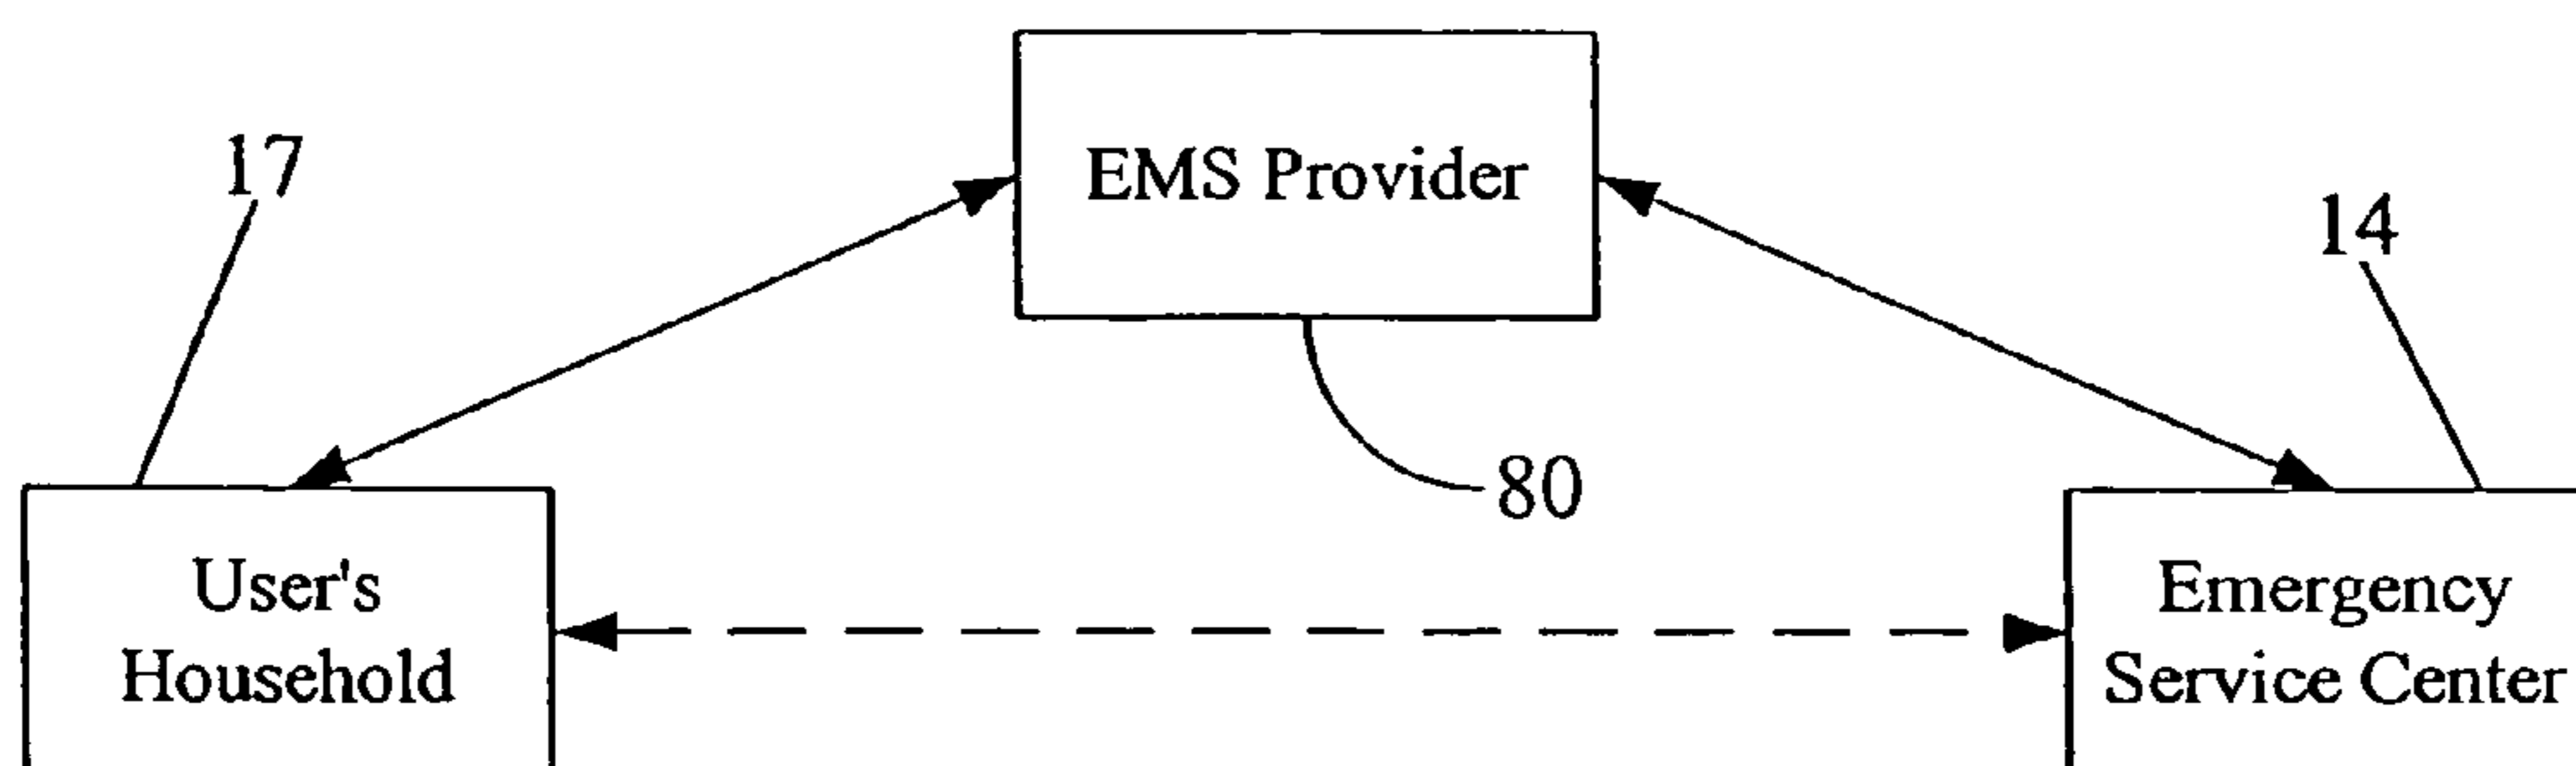 EMS Provider
17
14
80
User's
Household
Emergency
Service Center